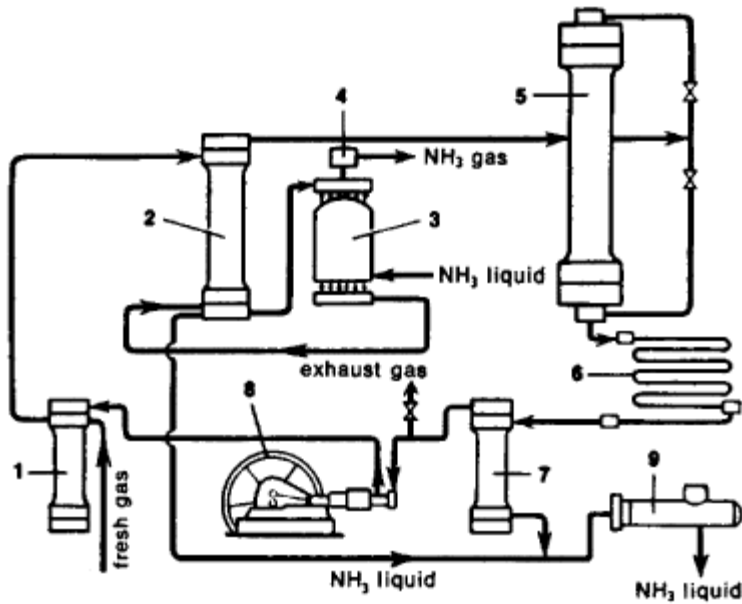 4
NH₃ gas
5
2
3
NH₃ liquid
exhaust gas
6
8
1
fresh gas
7
9
NH₃ liquid
NH₃ liquid